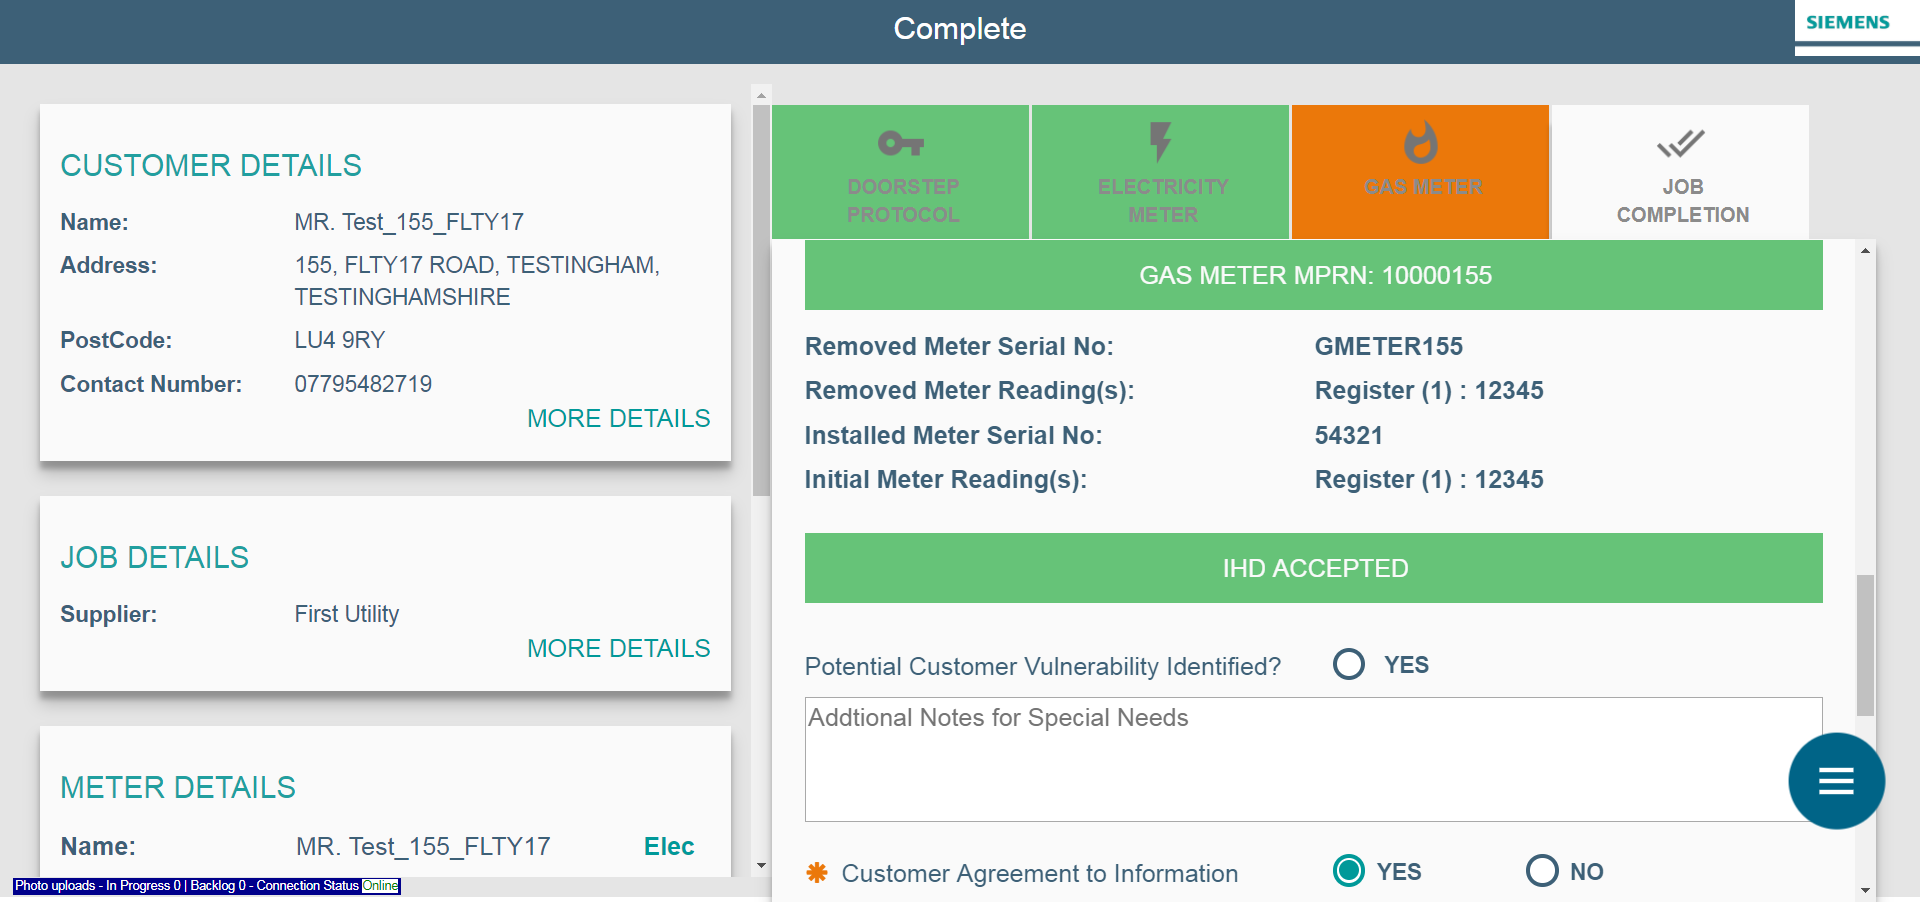 Complete
SIEMENS
CUSTOMER DETAILS
Name: MR. Test_155_FLTY17
Address: 155, FLTY17 ROAD, TESTINGHAM,
TESTINGHAMSHIRE
PostCode: LU4 9RY
Contact Number: 07795482719
MORE DETAILS
JOB DETAILS
Supplier: First Utility
MORE DETAILS
METER DETAILS
Name: MR. Test_155_FLTY17 Elec
Photo uploads - In Progress 0 | Backlog 0 - Connection Status Online
DOORSTEP
PROTOCOL
ELECTRICITY
METER
GAS METER
JOB
COMPLETION
GAS METER MPRN: 10000155
Removed Meter Serial No: GMETER155
Removed Meter Reading(s): Register (1) : 12345
Installed Meter Serial No: 54321
Initial Meter Reading(s): Register (1) : 12345
IHD ACCEPTED
Potential Customer Vulnerability Identified? YES
Addtional Notes for Special Needs
Customer Agreement to Information YES NO